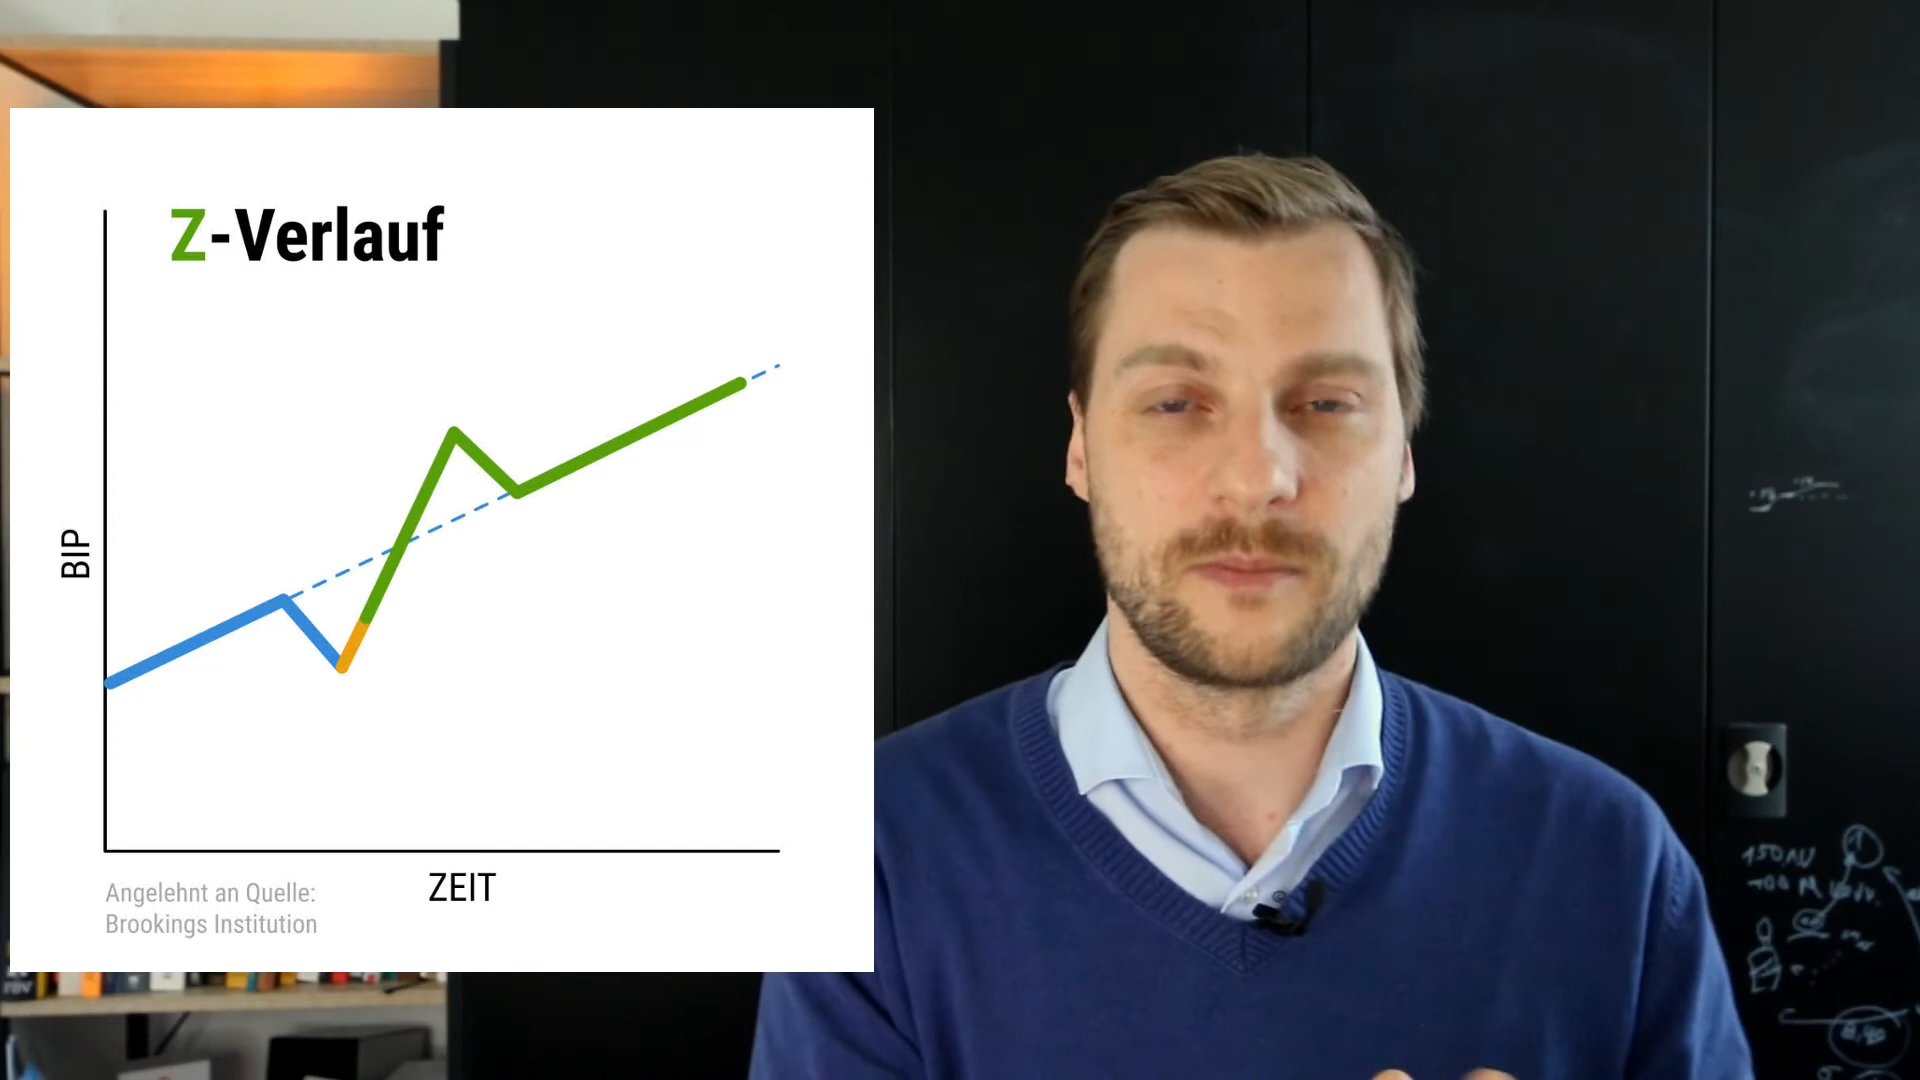 Z-Verlauf
BIP
ZEIT
Angelehnt an Quelle:
Brookings Institution